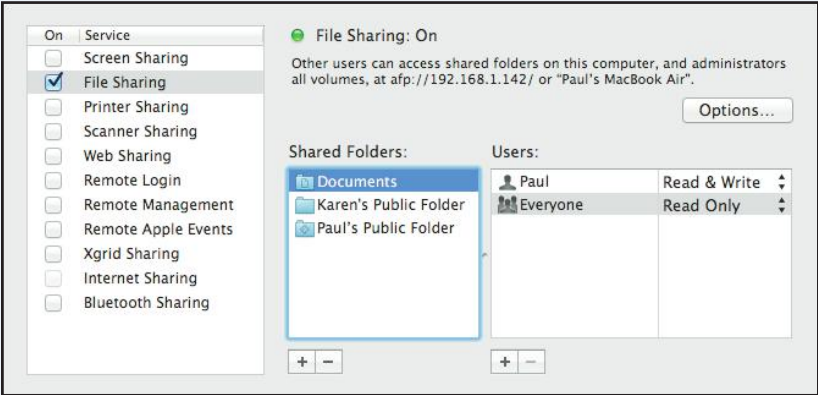 On Service
Screen Sharing
File Sharing
Printer Sharing
Scanner Sharing
Web Sharing
Remote Login
Remote Management
Remote Apple Events
Xgrid Sharing
Internet Sharing
Bluetooth Sharing
File Sharing: On
Other users can access shared folders on this computer, and administrators
all volumes, at afp://192.168.1.142/ or “Paul’s MacBook Air”.
Options...
Shared Folders:
Documents
Karen's Public Folder
Paul's Public Folder
+ −
Users:
Paul Read & Write
Everyone Read Only
+ −